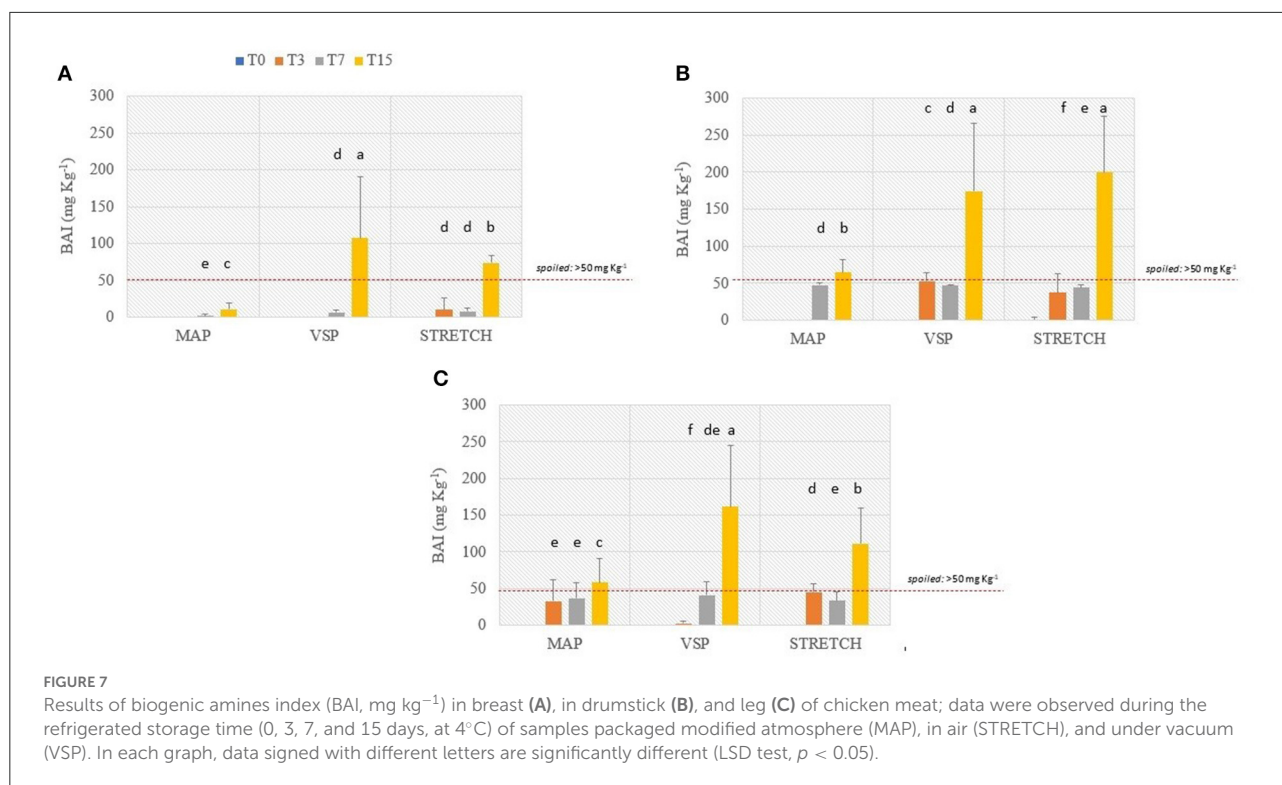 ■T0 ■T3 ■T7 ■T15
A
300
250
200
150
100
50
0
BAI (mg Kg-1)
e c
d a
d d b
spoiled: >50 mg Kg-1
MAP VSP STRETCH
B
300
250
200
150
100
50
0
BAI (mg Kg-1)
d b
c d a
f e a
spoiled: >50 mg Kg-1
MAP VSP STRETCH
C
300
250
200
150
100
50
0
BAI (mg Kg-1)
e e c
f de a
d e b
spoiled: >50 mg Kg-1
MAP VSP STRETCH
FIGURE 7
Results of biogenic amines index (BAI, mg kg−1) in breast (A), in drumstick (B), and leg (C) of chicken meat; data were observed during the
refrigerated storage time (0, 3, 7, and 15 days, at 4°C) of samples packaged modified atmosphere (MAP), in air (STRETCH), and under vacuum
(VSP). In each graph, data signed with different letters are significantly different (LSD test, p < 0.05).